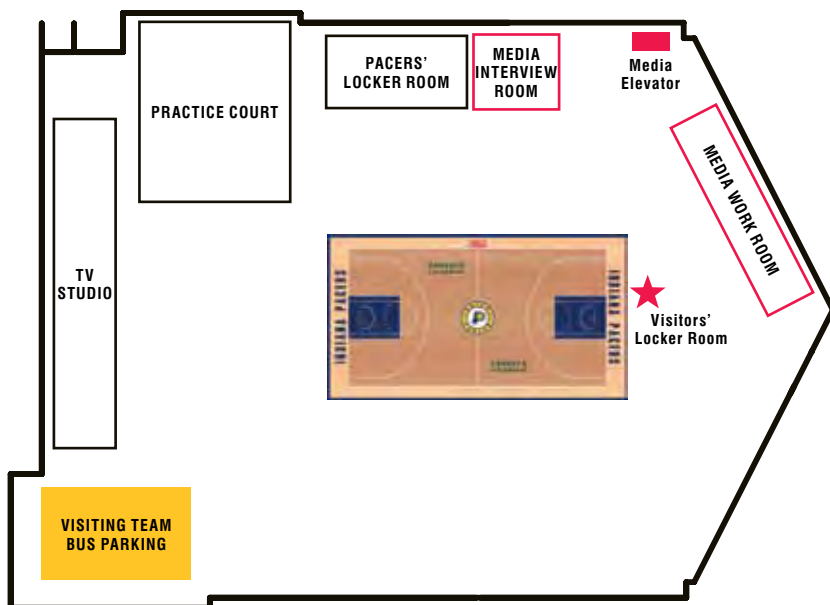 PACERS'
LOCKER ROOM
MEDIA
INTERVIEW
ROOM
Media
Elevator
PRACTICE COURT
MEDIA WORK ROOM
TV
STUDIO
INDIANA PACERS
INDIANA PACERS
Visitors'
Locker Room
VISITING TEAM
BUS PARKING